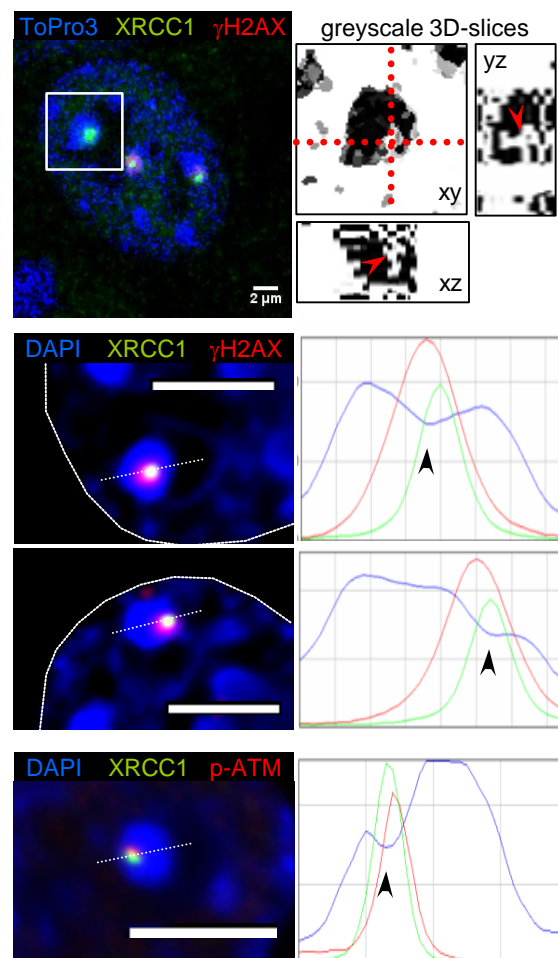 ToPro3 XRCC1 γH2AX
greyscale 3D-slices
yz
xy
2 µm
xz
DAPI XRCC1 γH2AX
DAPI XRCC1 p-ATM